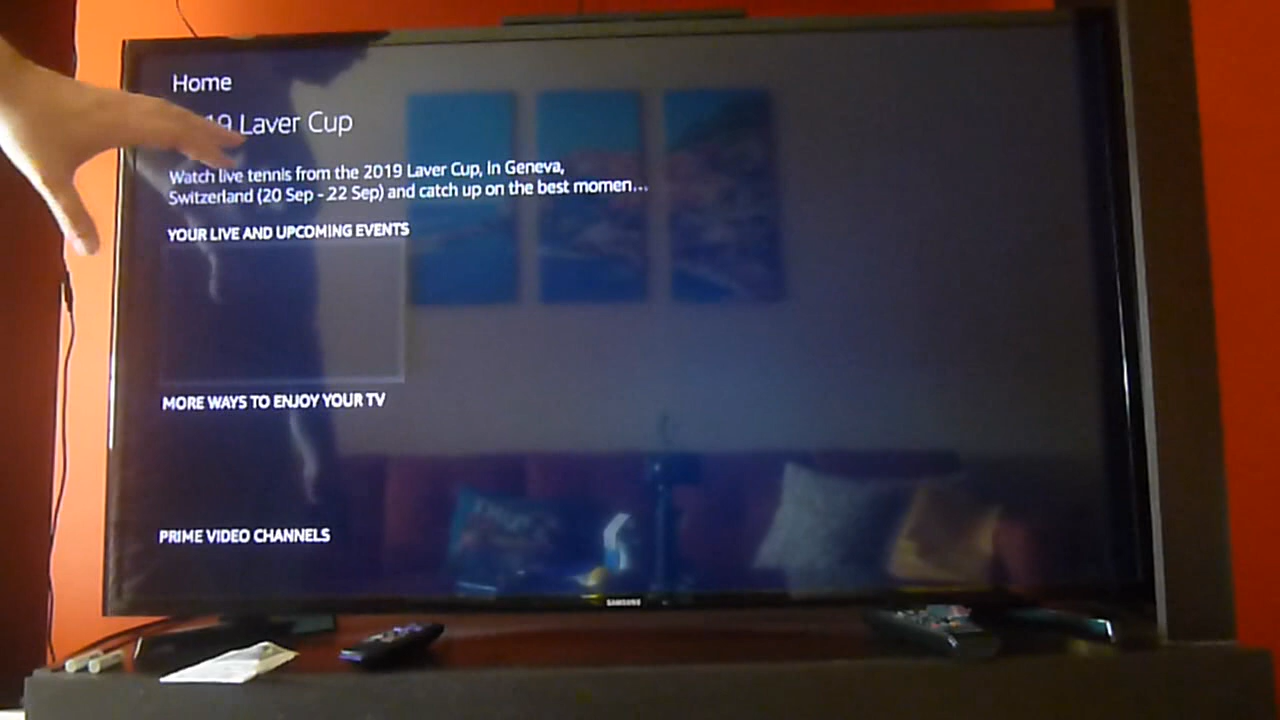 Home
19 Laver Cup
Watch live tennis from the 2019 Laver Cup, in Geneva,
Switzerland (20 Sep - 22 Sep) and catch up on the best momen...
YOUR LIVE AND UPCOMING EVENTS
MORE WAYS TO ENJOY YOUR TV
PRIME VIDEO CHANNELS
SAMSUNG